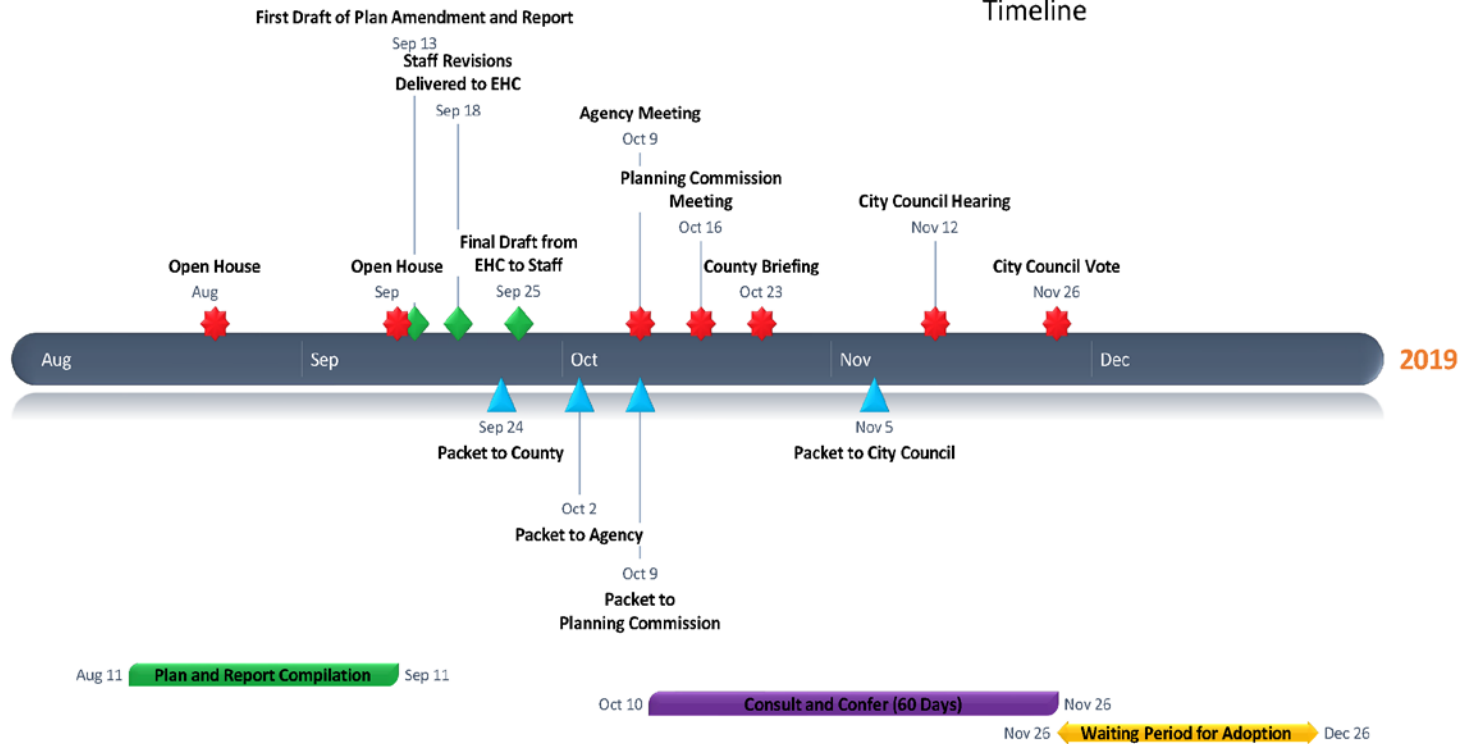 Timeline
First Draft of Plan Amendment and Report
Sep 13
Staff Revisions
Delivered to EHC
Sep 18
Agency Meeting
Oct 9
Planning Commission
Meeting
Oct 16
City Council Hearing
Nov 12
Final Draft from
EHC to Staff
Sep 25
Open House
Aug
Open House
Sep
County Briefing
Oct 23
City Council Vote
Nov 26
Aug
Sep
Oct
Nov
Dec
2019
Sep 24
Packet to County
Nov 5
Packet to City Council
Oct 2
Packet to Agency
Oct 9
Packet to
Planning Commission
Aug 11
Plan and Report Compilation
Sep 11
Oct 10
Consult and Confer (60 Days)
Nov 26
Nov 26
Waiting Period for Adoption
Dec 26